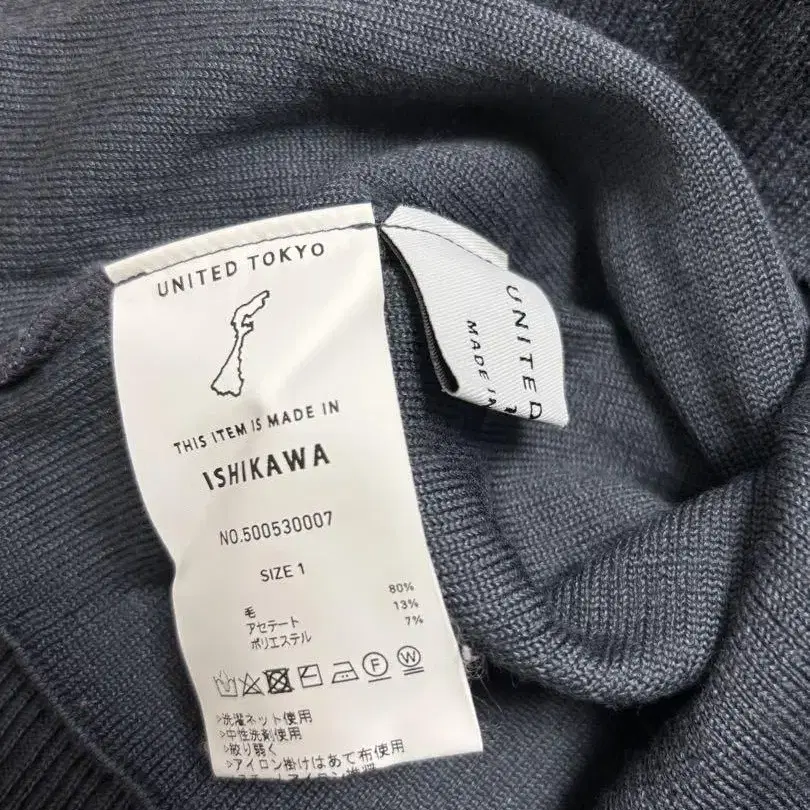 UNITED TOKYO
THIS ITEM IS MADE IN
ISHIKAWA
NO.500530007
SIZE 1
毛 80%
アセテート 13%
ポリエステル 7%
F W
>洗濯ネット使用
>中性洗剤使用
>絞り弱く
>アイロン掛けはあて布使用
UNITED
MADE IN